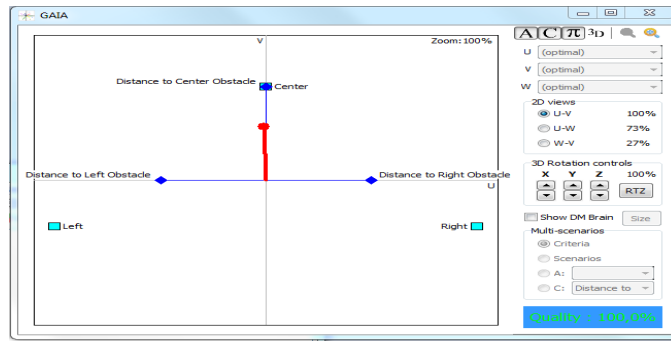 GAIA
V
Zoom:100%
Distance to Center Obstacle
Center
Distance to Left Obstacle
Distance to Right Obstacle
U
Left
Right
A C π 3D
U (optimal)
V (optimal)
W (optimal)
2D views
U-V 100%
U-W 73%
W-V 27%
3D Rotation controls
X Y Z 100%
RTZ
Show DM Brain Size
Multi-scenarios
Criteria
Scenarios
A:
C: Distance to
Quality : 100,0%